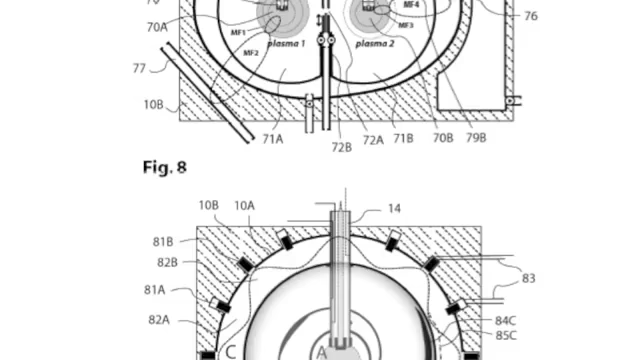 76
70A
MF4
MF1
MF3
plasma 1
plasma 2
MF2
77
10B
71A
72B
72A
71B
70B
79B
Fig. 8
10B
10A
14
81B
82B
83
81A
82A
84C
85C
C
A